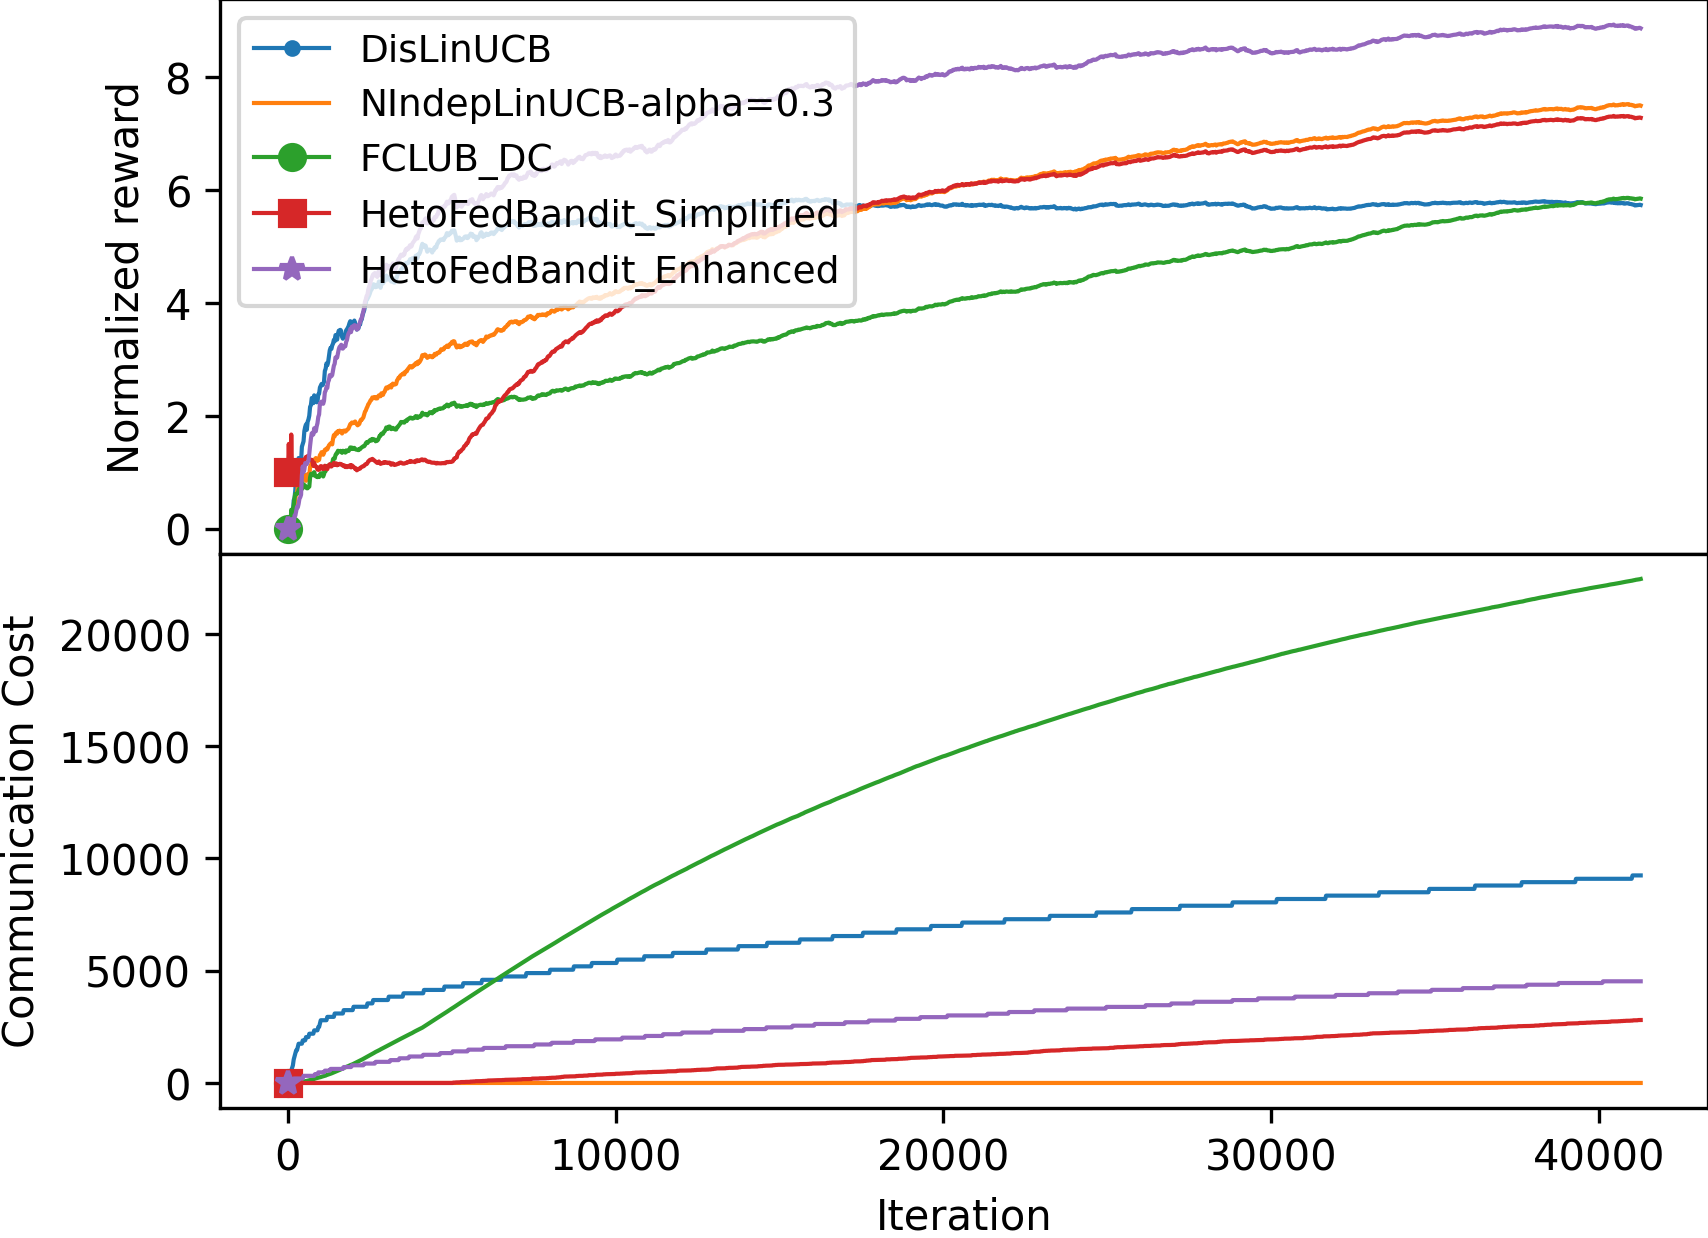 DisLinUCB
NIndepLinUCB-alpha=0.3
FCLUB_DC
HetoFedBandit_Simplified
HetoFedBandit_Enhanced
Normalized reward
8
6
4
2
0
Communication Cost
20000
15000
10000
5000
0
0 10000 20000 30000 40000
Iteration